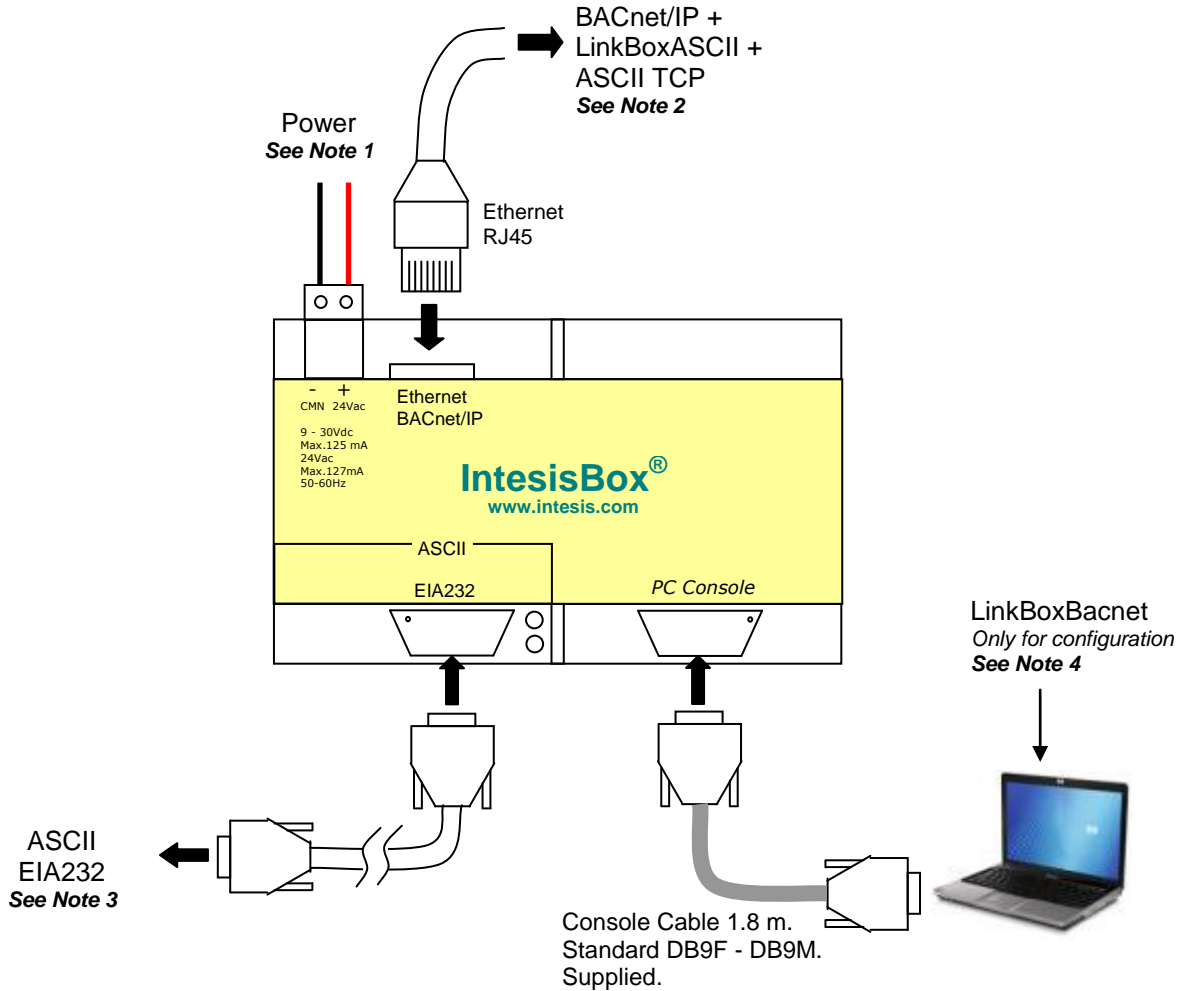 BACnet/IP +
LinkBoxASCII +
ASCII TCP
See Note 2
Power
See Note 1
Ethernet
RJ45
- +
CMN 24Vac
9 - 30Vdc
Max.125 mA
24Vac
Max.127mA
50-60Hz
Ethernet
BACnet/IP
IntesisBox®
www.intesis.com
ASCII
EIA232
PC Console
LinkBoxBacnet
Only for configuration
See Note 4
ASCII
EIA232
See Note 3
Console Cable 1.8 m.
Standard DB9F - DB9M.
Supplied.